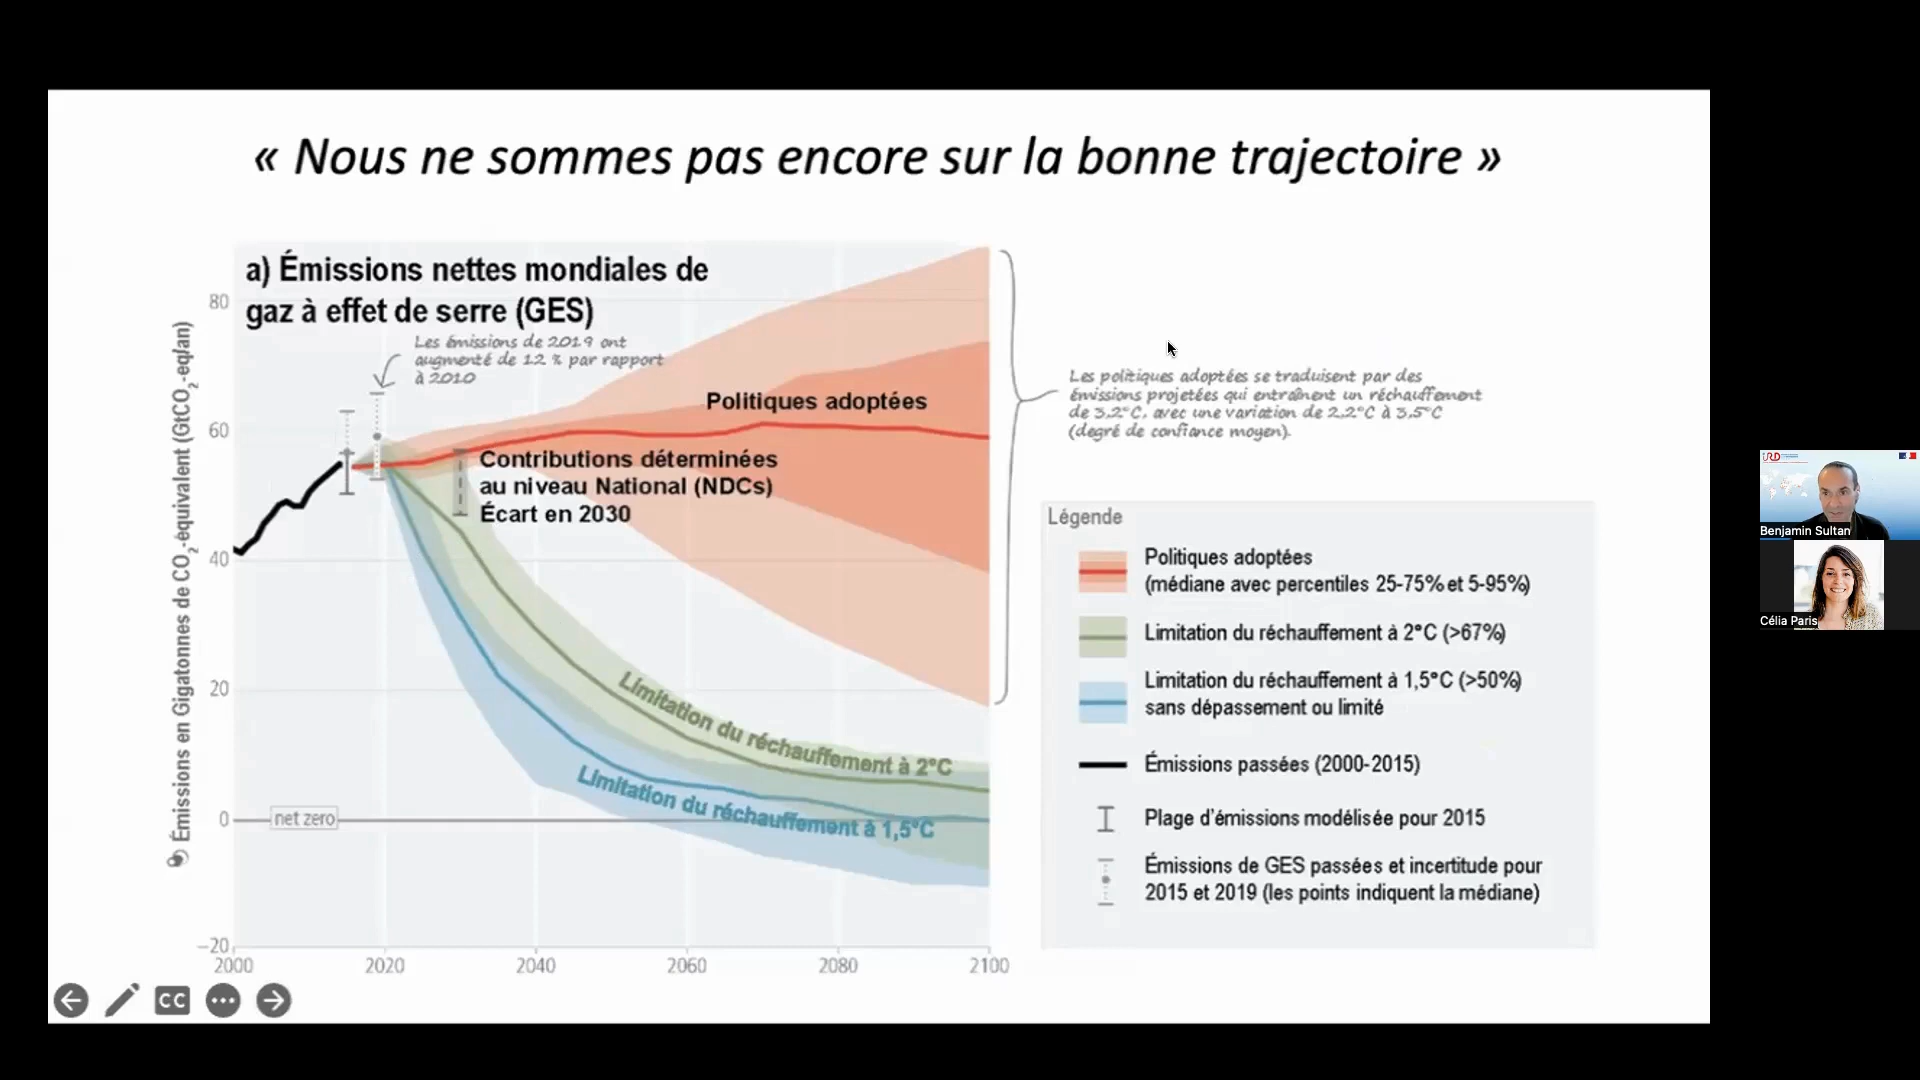 « Nous ne sommes pas encore sur la bonne trajectoire »
a) Émissions nettes mondiales de
gaz à effet de serre (GES)
Les émissions de 2019 ont
augmenté de 12 % par rapport
à 2010
Émissions en Gigatonnes de CO2-équivalent (GtCO2-eq/an)
80
60
40
20
0
-20
net zero
2000
2020
2040
2060
2080
2100
Politiques adoptées
Contributions déterminées
au niveau National (NDCs)
Écart en 2030
Limitation du réchauffement à 2°C
Limitation du réchauffement à 1,5°C
Les politiques adoptées se traduisent par des
émissions projetées qui entraînent un réchauffement
de 3,2°C, avec une variation de 2,2°C à 3,5°C
(degré de confiance moyen).
Légende
Politiques adoptées
(médiane avec percentiles 25-75% et 5-95%)
Limitation du réchauffement à 2°C (>67%)
Limitation du réchauffement à 1,5°C (>50%)
sans dépassement ou limité
Émissions passées (2000-2015)
Plage d'émissions modélisée pour 2015
Émissions de GES passées et incertitude pour
2015 et 2019 (les points indiquent la médiane)
CC
IRD
Benjamin Sultan
Célia Paris